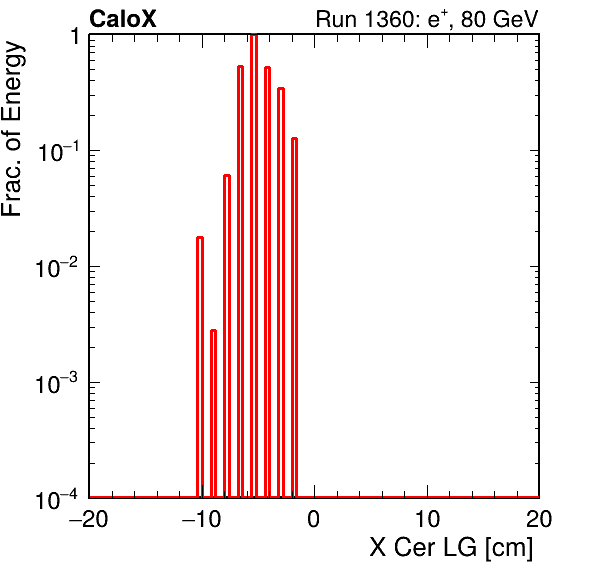 CaloX Run 1360: e⁺, 80 GeV
Frac. of Energy
1
10⁻¹
10⁻²
10⁻³
10⁻⁴
−20 −10 0 10 20
X Cer LG [cm]